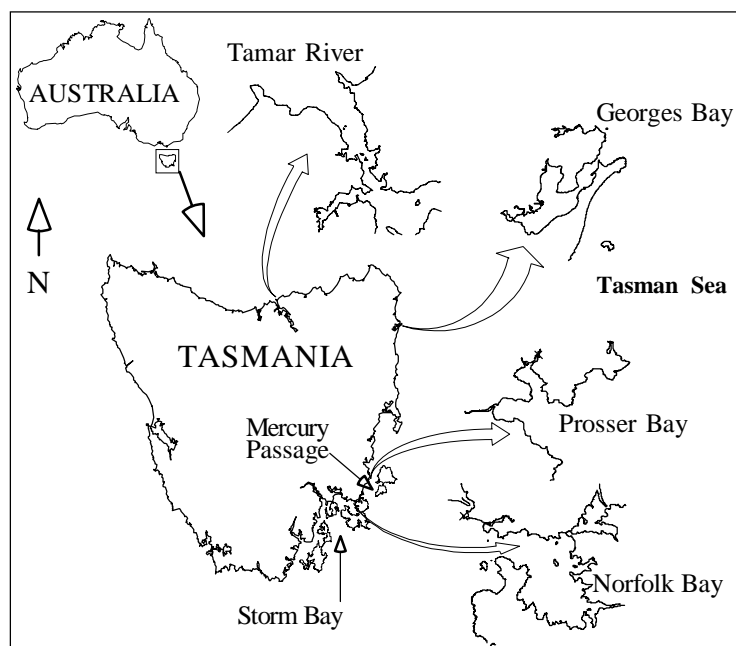 Tamar River
AUSTRALIA
Georges Bay
N
Tasman Sea
TASMANIA
Mercury
Passage
Prosser Bay
Norfolk Bay
Storm Bay